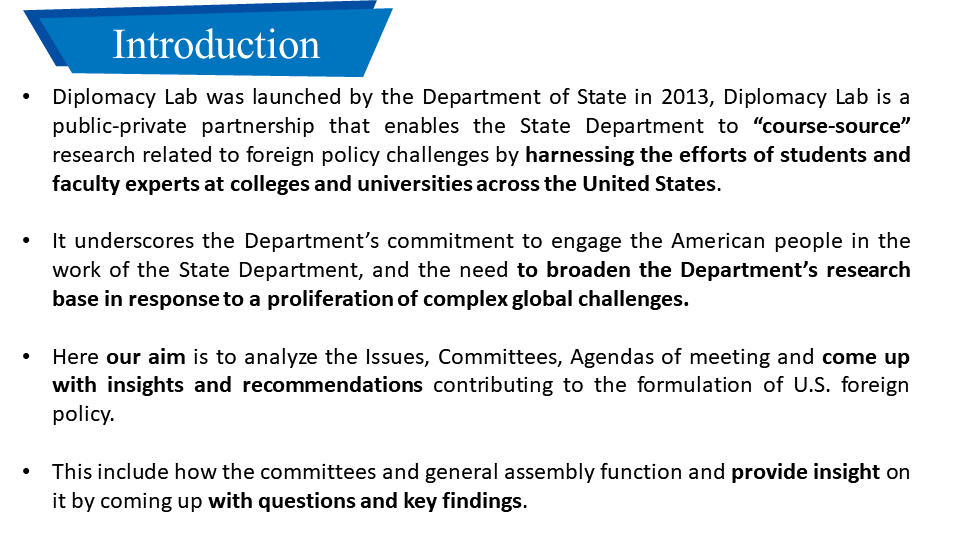 Introduction
• Diplomacy Lab was launched by the Department of State in 2013, Diplomacy Lab is a
public-private partnership that enables the State Department to “course-source”
research related to foreign policy challenges by harnessing the efforts of students and
faculty experts at colleges and universities across the United States.
• It underscores the Department’s commitment to engage the American people in the
work of the State Department, and the need to broaden the Department’s research
base in response to a proliferation of complex global challenges.
• Here our aim is to analyze the Issues, Committees, Agendas of meeting and come up
with insights and recommendations contributing to the formulation of U.S. foreign
policy.
• This include how the committees and general assembly function and provide insight on
it by coming up with questions and key findings.